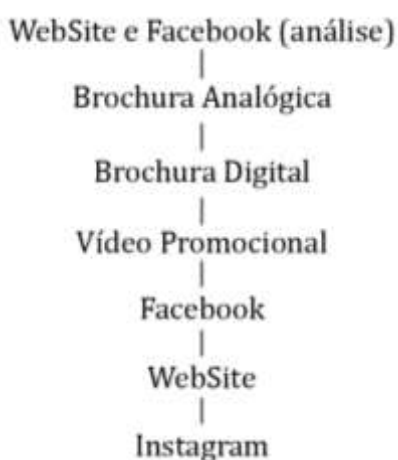 WebSite e Facebook (análise)
Brochura Analógica
Brochura Digital
Vídeo Promocional
Facebook
WebSite
Instagram